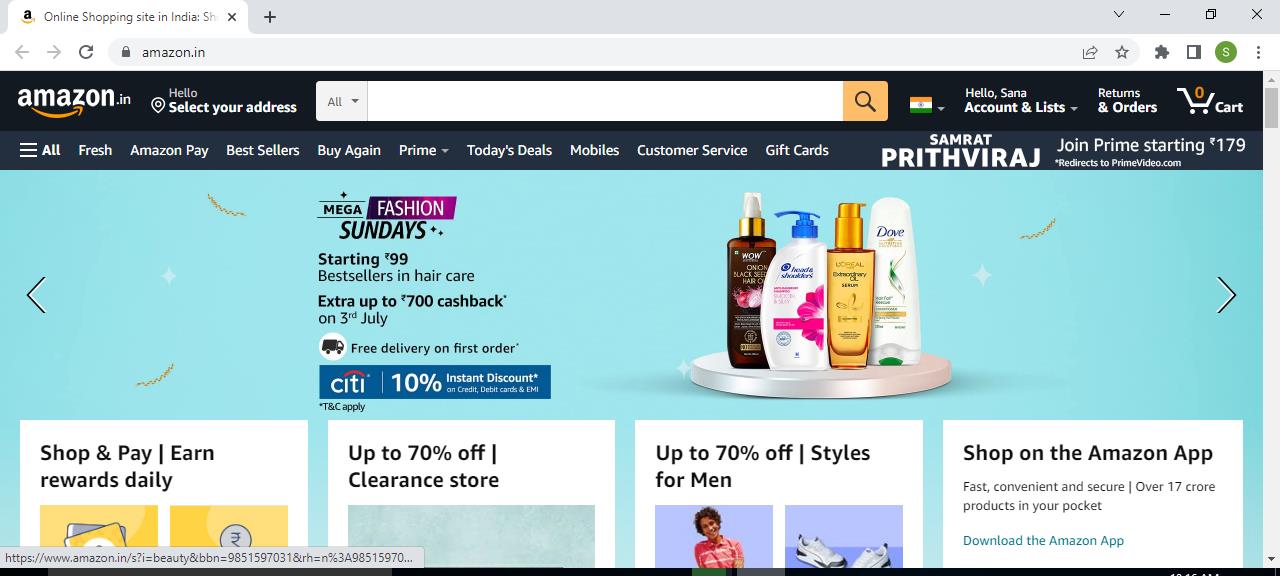 Online Shopping site in India: Sh
amazon.in
S
amazon.in
Hello
Select your address
All
Hello, Sana
Account & Lists
Returns
& Orders
0
Cart
All
Fresh
Amazon Pay
Best Sellers
Buy Again
Prime
Today's Deals
Mobiles
Customer Service
Gift Cards
SAMRAT
PRITHVIRAJ
Join Prime starting ₹179
*Redirects to PrimeVideo.com
MEGA FASHION
SUNDAYS
Starting ₹99
Bestsellers in hair care
Extra up to ₹700 cashback*
on 3rd July
Free delivery on first order*
citi 10% Instant Discount*
on Credit, Debit cards & EMI
*T&C apply
WOW
ONION
BLACK SEED
HAIR OIL
head &
shoulders
SMOOTH
& SILKY
L'OREAL
Extraordinary
OIL
SERUM
Dove
Hair Fall
Rescue
Shop & Pay | Earn
rewards daily
Up to 70% off |
Clearance store
Up to 70% off | Styles
for Men
Shop on the Amazon App
Fast, convenient and secure | Over 17 crore
products in your pocket
Download the Amazon App
₹
https://www.amazon.in/s?i=beauty&bbn=9851597031&rh=n%3A98515970...